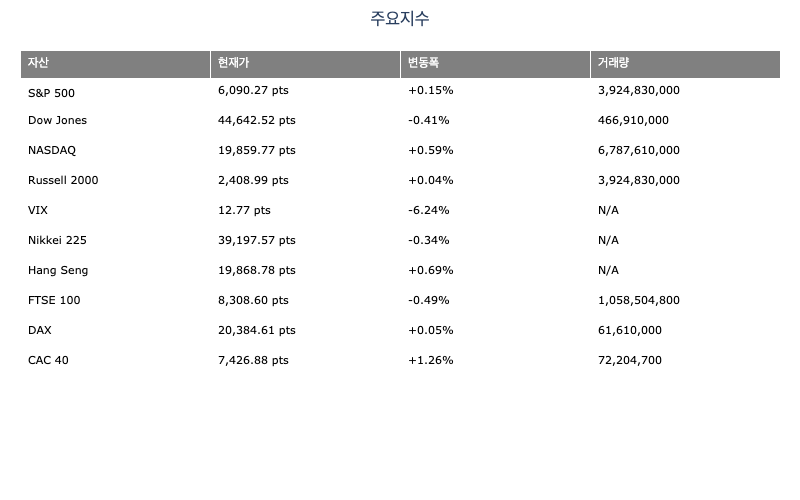 주요지수
자산 현재가 변동폭 거래량
S&P 500 6,090.27 pts +0.15% 3,924,830,000
Dow Jones 44,642.52 pts -0.41% 466,910,000
NASDAQ 19,859.77 pts +0.59% 6,787,610,000
Russell 2000 2,408.99 pts +0.04% 3,924,830,000
VIX 12.77 pts -6.24% N/A
Nikkei 225 39,197.57 pts -0.34% N/A
Hang Seng 19,868.78 pts +0.69% N/A
FTSE 100 8,308.60 pts -0.49% 1,058,504,800
DAX 20,384.61 pts +0.05% 61,610,000
CAC 40 7,426.88 pts +1.26% 72,204,700